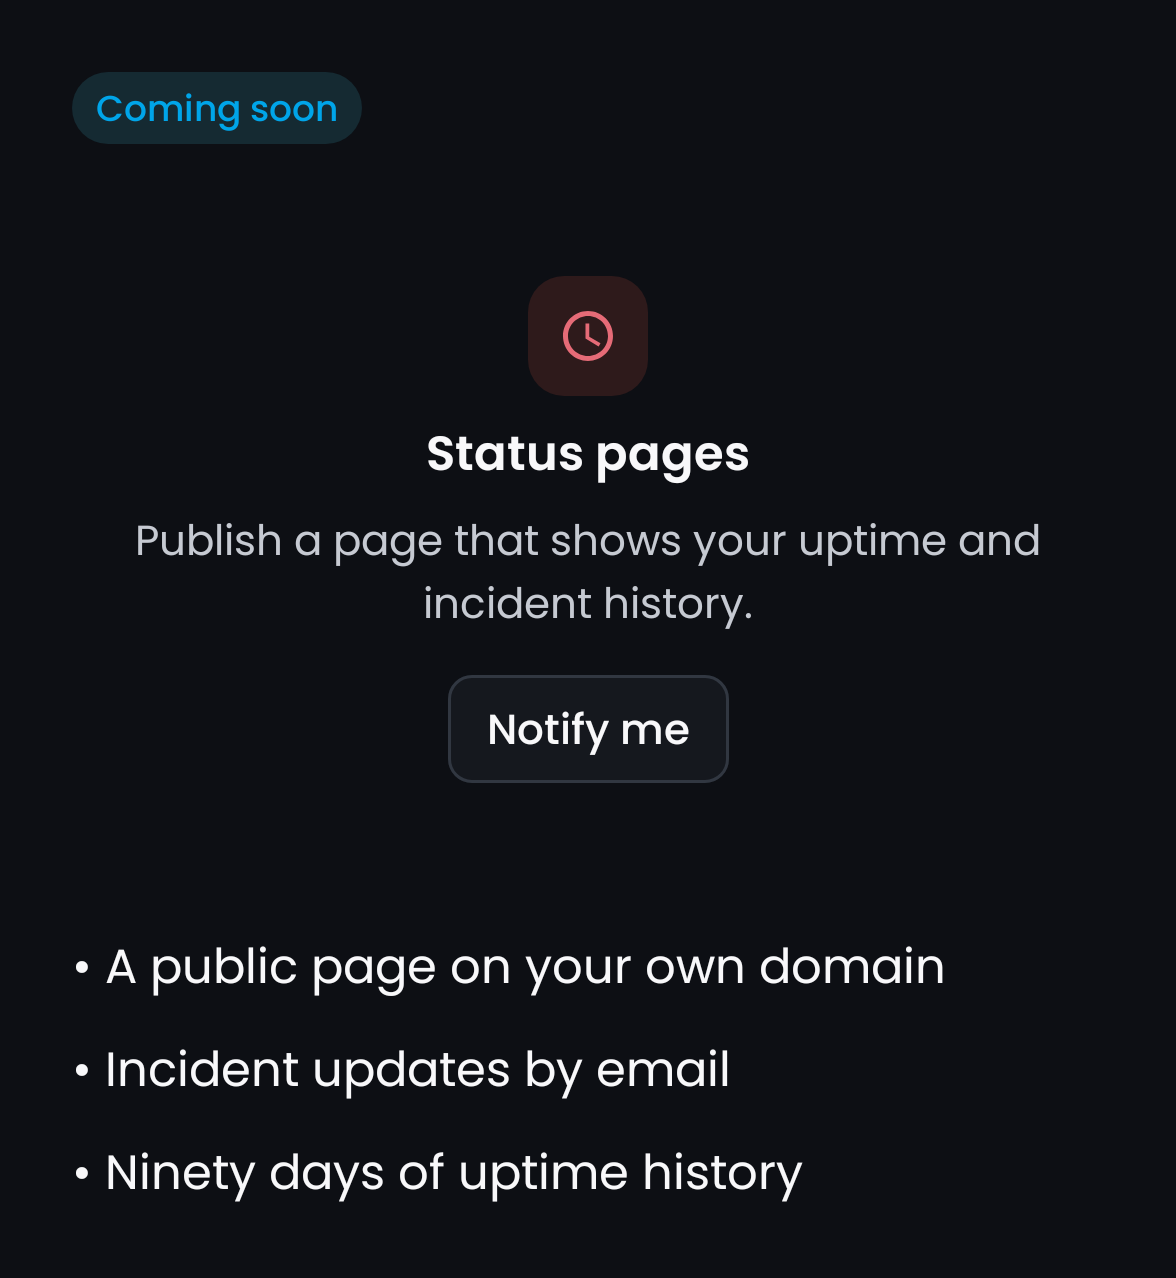 Coming soon
Status pages
Publish a page that shows your uptime and
incident history.
Notify me
• A public page on your own domain
• Incident updates by email
• Ninety days of uptime history